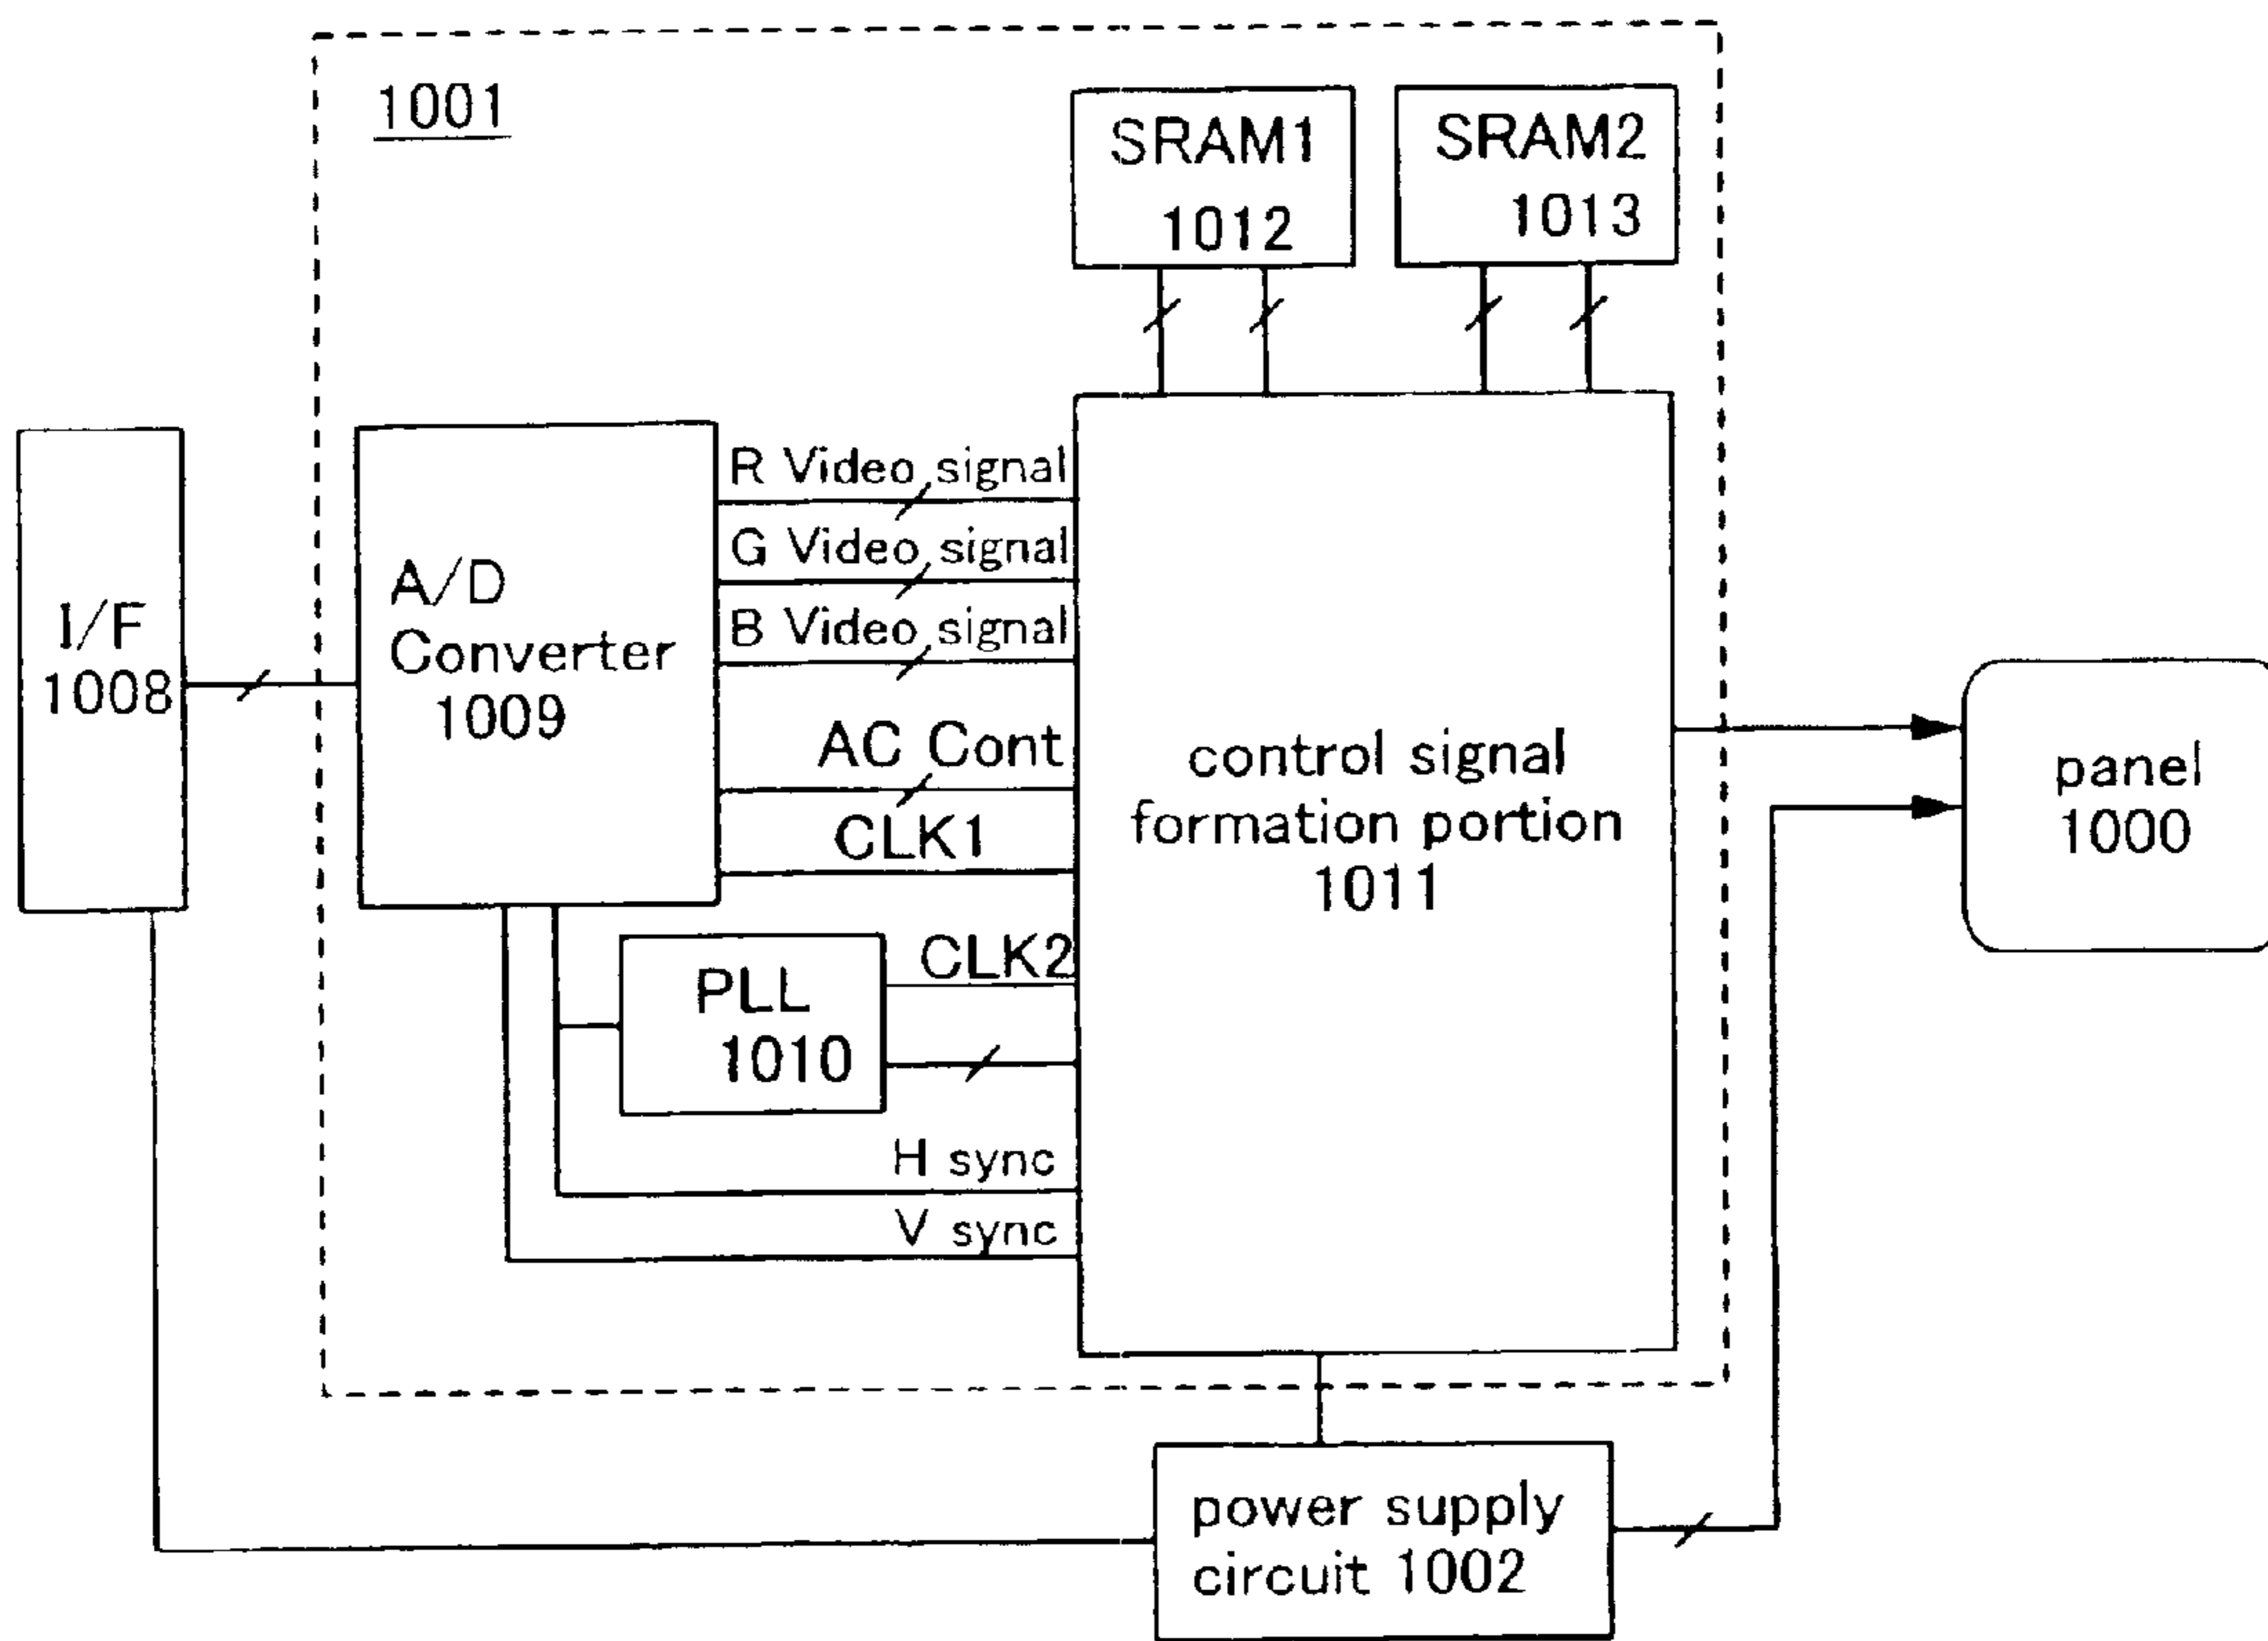 1001
SRAM1
1012
SRAM2
1013
I/F
1008
A/D
Converter
1009
R Video signal
G Video signal
B Video signal
AC Cont
CLK1
PLL
1010
CLK2
H sync
V sync
control signal
formation portion
1011
panel
1000
power supply
circuit 1002